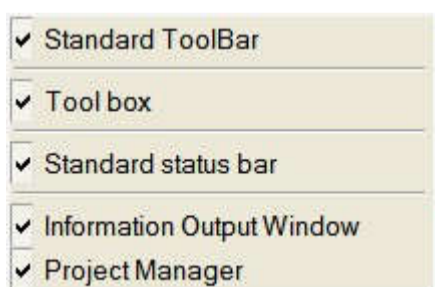 Standard ToolBar
Tool box
Standard status bar
Information Output Window
Project Manager